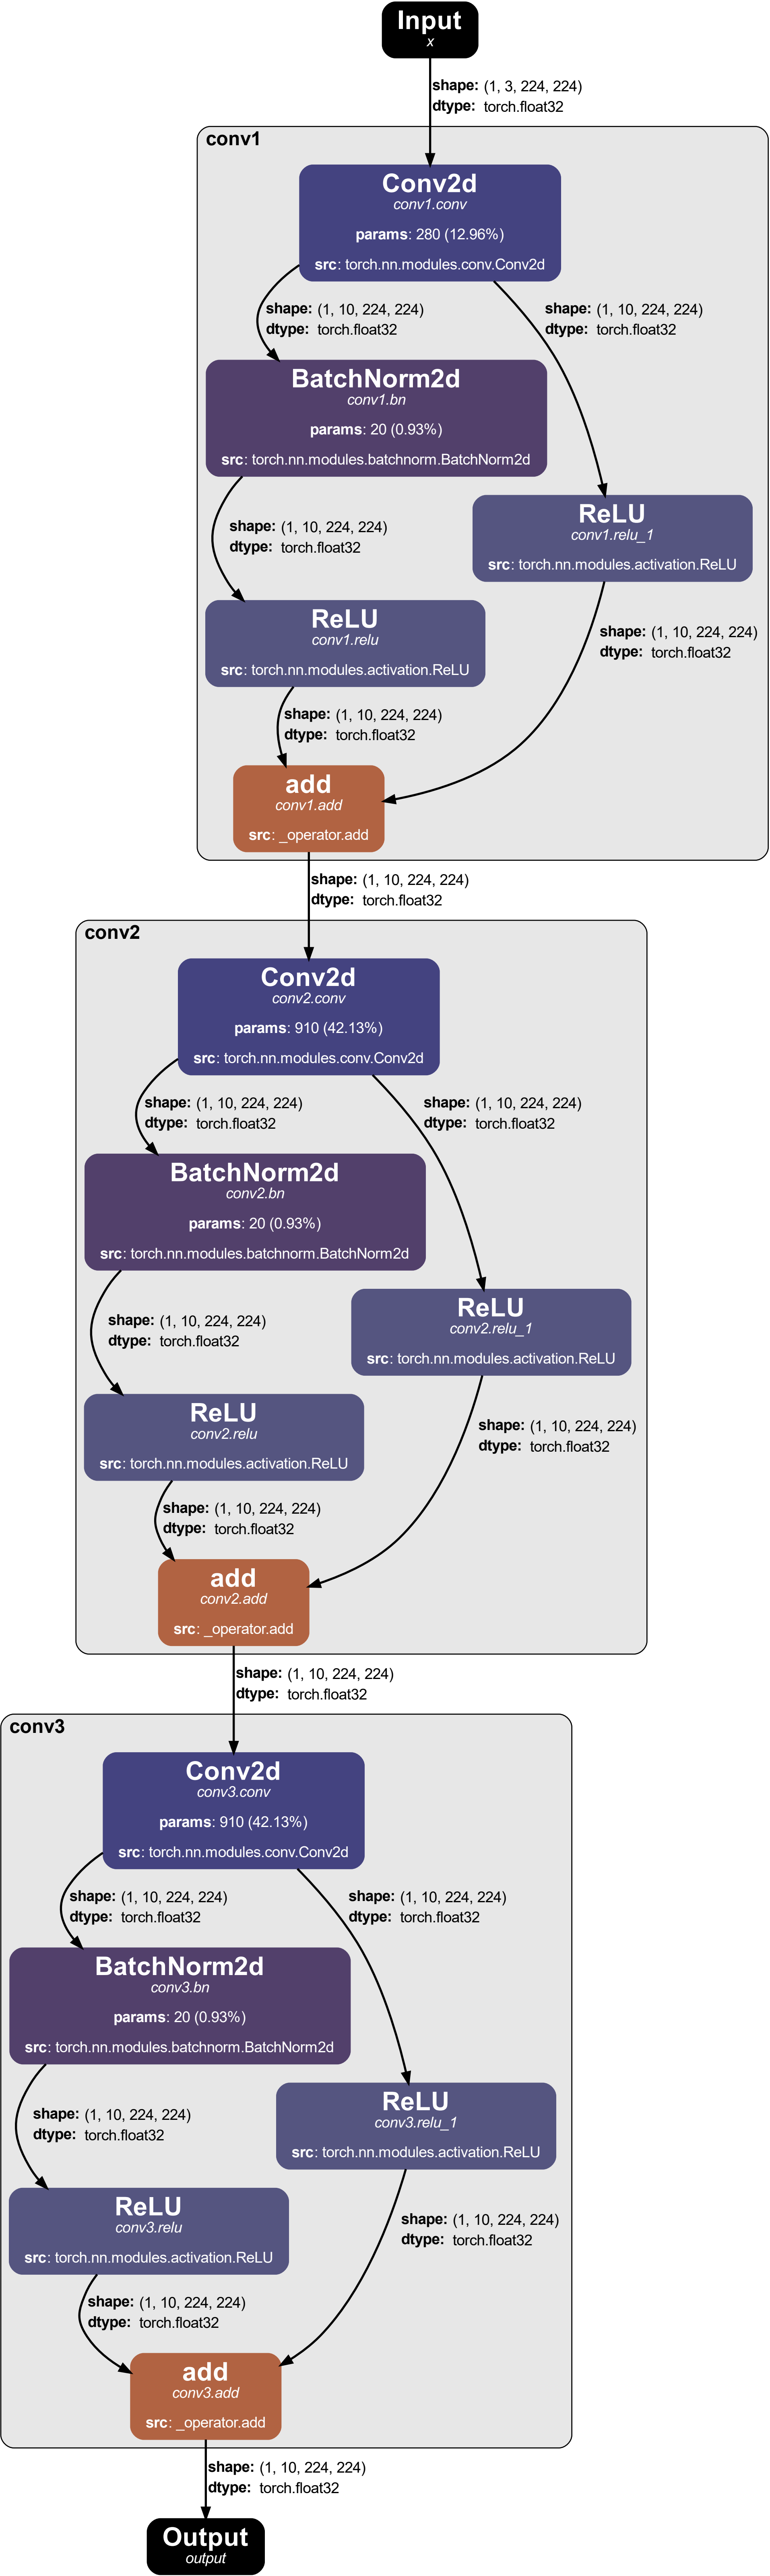 Input
x
shape: (1, 3, 224, 224)
dtype: torch.float32
conv1
Conv2d
conv1.conv
params: 280 (12.96%)
src: torch.nn.modules.conv.Conv2d
shape: (1, 10, 224, 224)
dtype: torch.float32
shape: (1, 10, 224, 224)
dtype: torch.float32
BatchNorm2d
conv1.bn
params: 20 (0.93%)
src: torch.nn.modules.batchnorm.BatchNorm2d
shape: (1, 10, 224, 224)
dtype: torch.float32
ReLU
conv1.relu_1
src: torch.nn.modules.activation.ReLU
ReLU
conv1.relu
src: torch.nn.modules.activation.ReLU
shape: (1, 10, 224, 224)
dtype: torch.float32
shape: (1, 10, 224, 224)
dtype: torch.float32
add
conv1.add
src: _operator.add
shape: (1, 10, 224, 224)
dtype: torch.float32
conv2
Conv2d
conv2.conv
params: 910 (42.13%)
src: torch.nn.modules.conv.Conv2d
shape: (1, 10, 224, 224)
dtype: torch.float32
shape: (1, 10, 224, 224)
dtype: torch.float32
BatchNorm2d
conv2.bn
params: 20 (0.93%)
src: torch.nn.modules.batchnorm.BatchNorm2d
shape: (1, 10, 224, 224)
dtype: torch.float32
ReLU
conv2.relu_1
src: torch.nn.modules.activation.ReLU
ReLU
conv2.relu
src: torch.nn.modules.activation.ReLU
shape: (1, 10, 224, 224)
dtype: torch.float32
shape: (1, 10, 224, 224)
dtype: torch.float32
add
conv2.add
src: _operator.add
shape: (1, 10, 224, 224)
dtype: torch.float32
conv3
Conv2d
conv3.conv
params: 910 (42.13%)
src: torch.nn.modules.conv.Conv2d
shape: (1, 10, 224, 224)
dtype: torch.float32
shape: (1, 10, 224, 224)
dtype: torch.float32
BatchNorm2d
conv3.bn
params: 20 (0.93%)
src: torch.nn.modules.batchnorm.BatchNorm2d
shape: (1, 10, 224, 224)
dtype: torch.float32
ReLU
conv3.relu_1
src: torch.nn.modules.activation.ReLU
ReLU
conv3.relu
src: torch.nn.modules.activation.ReLU
shape: (1, 10, 224, 224)
dtype: torch.float32
shape: (1, 10, 224, 224)
dtype: torch.float32
add
conv3.add
src: _operator.add
shape: (1, 10, 224, 224)
dtype: torch.float32
Output
output